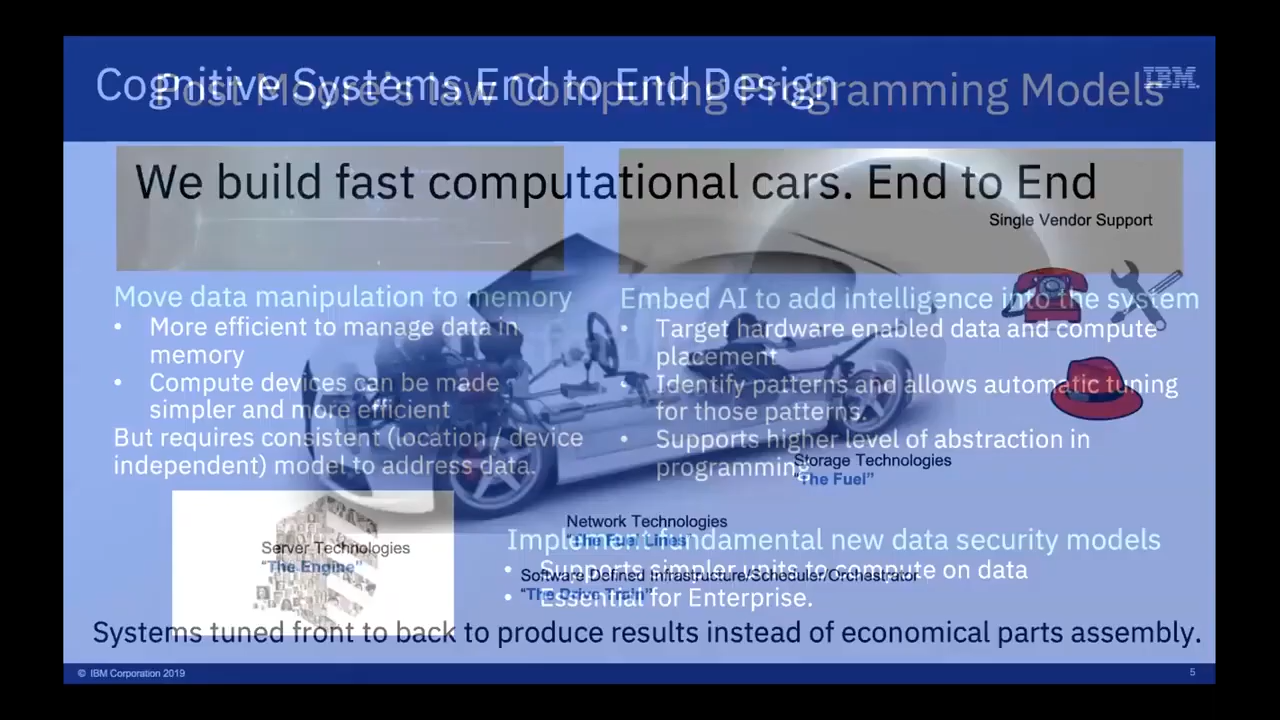 Cognitive Systems End to End Design
Post Moore's law Computing Programming Models
IBM.
We build fast computational cars. End to End
Single Vendor Support
Move data manipulation to memory
• More efficient to manage data in
memory
• Compute devices can be made
simpler and more efficient
But requires consistent (location / device
independent) model to address data.
Embed AI to add intelligence into the system
• Target hardware enabled data and compute
placement
• Identify patterns and allows automatic tuning
for those patterns.
• Supports higher level of abstraction in
programming.
Storage Technologies
"The Fuel"
Network Technologies
"The Fuel Lines"
Server Technologies
"The Engine"
Implement fundamental new data security models
• Supports simpler units to compute on data
Software Defined Infrastructure/Scheduler/Orchestrator
"The Drive Train"
• Essential for Enterprise.
Systems tuned front to back to produce results instead of economical parts assembly.
© IBM Corporation 2019
5